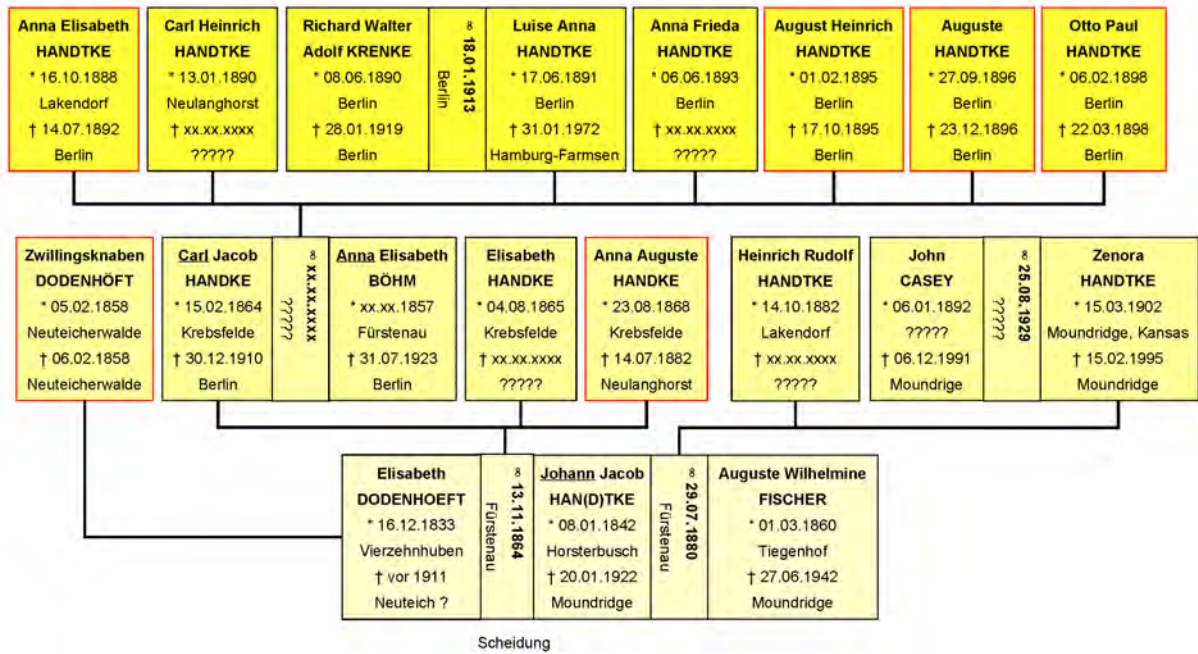 Anna Elisabeth
HANDTKE
* 16.10.1888
Lakendorf
† 14.07.1892
Berlin
Carl Heinrich
HANDTKE
* 13.01.1890
Neulanghorst
† xx.xx.xxxx
?????
Richard Walter
Adolf KRENKE
* 08.06.1890
Berlin
† 28.01.1919
Berlin
∞ 18.01.1913
Berlin
Luise Anna
HANDTKE
* 17.06.1891
Berlin
† 31.01.1972
Hamburg-Farmsen
Anna Frieda
HANDTKE
* 06.06.1893
Berlin
† xx.xx.xxxx
?????
August Heinrich
HANDTKE
* 01.02.1895
Berlin
† 17.10.1895
Berlin
Auguste
HANDTKE
* 27.09.1896
Berlin
† 23.12.1896
Berlin
Otto Paul
HANDTKE
* 06.02.1898
Berlin
† 22.03.1898
Berlin
Zwillingsknaben
DODENHÖFT
* 05.02.1858
Neuteicherwalde
† 06.02.1858
Neuteicherwalde
Carl Jacob
HANDKE
* 15.02.1864
Krebsfelde
† 30.12.1910
Berlin
∞ xx.xx.xxxx
?????
Anna Elisabeth
BÖHM
* xx.xx.1857
Fürstenau
† 31.07.1923
Berlin
Elisabeth
HANDKE
* 04.08.1865
Krebsfelde
† xx.xx.xxxx
?????
Anna Auguste
HANDKE
* 23.08.1868
Krebsfelde
† 14.07.1882
Neulanghorst
Heinrich Rudolf
HANDTKE
* 14.10.1882
Lakendorf
† xx.xx.xxxx
?????
John
CASEY
* 06.01.1892
?????
† 06.12.1991
Moundrige
∞ 25.08.1929
?????
Zenora
HANDTKE
* 15.03.1902
Moundridge, Kansas
† 15.02.1995
Moundridge
Elisabeth
DODENHOEFT
* 16.12.1833
Vierzehnhuben
† vor 1911
Neuteich ?
∞ 13.11.1864
Fürstenau
Johann Jacob
HAN(D)TKE
* 08.01.1842
Horsterbusch
† 20.01.1922
Moundridge
∞ 29.07.1880
Fürstenau
Auguste Wilhelmine
FISCHER
* 01.03.1860
Tiegenhof
† 27.06.1942
Moundridge
Scheidung